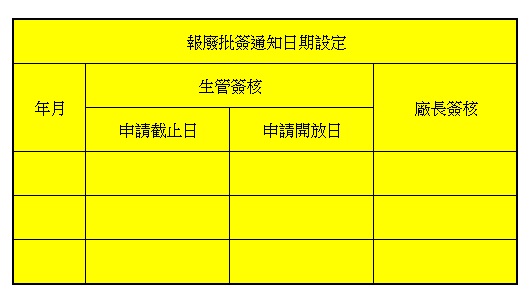 報廢批簽通知日期設定
年月
生管簽核
廠長簽核
申請截止日
申請開放日